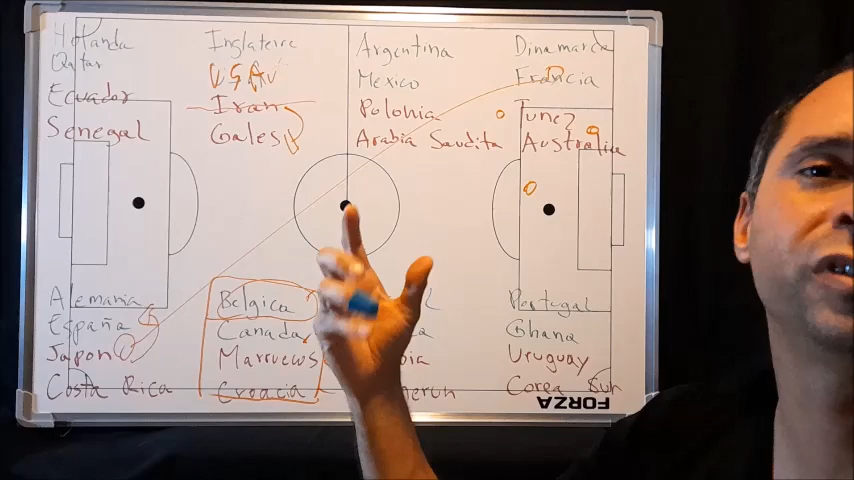 Holanda
Qatar
Ecuador
Senegal
Inglaterra
USA
Iran
Gales
Argentina
Mexico
Polonia
Arabia Saudita
Dinamarca
Francia
Tunez
Australia
Alemania
España
Japon
Costa Rica
Belgica
Canada
Marruecos
Croacia
Portugal
Ghana
Uruguay
Corea Sur
FORZA